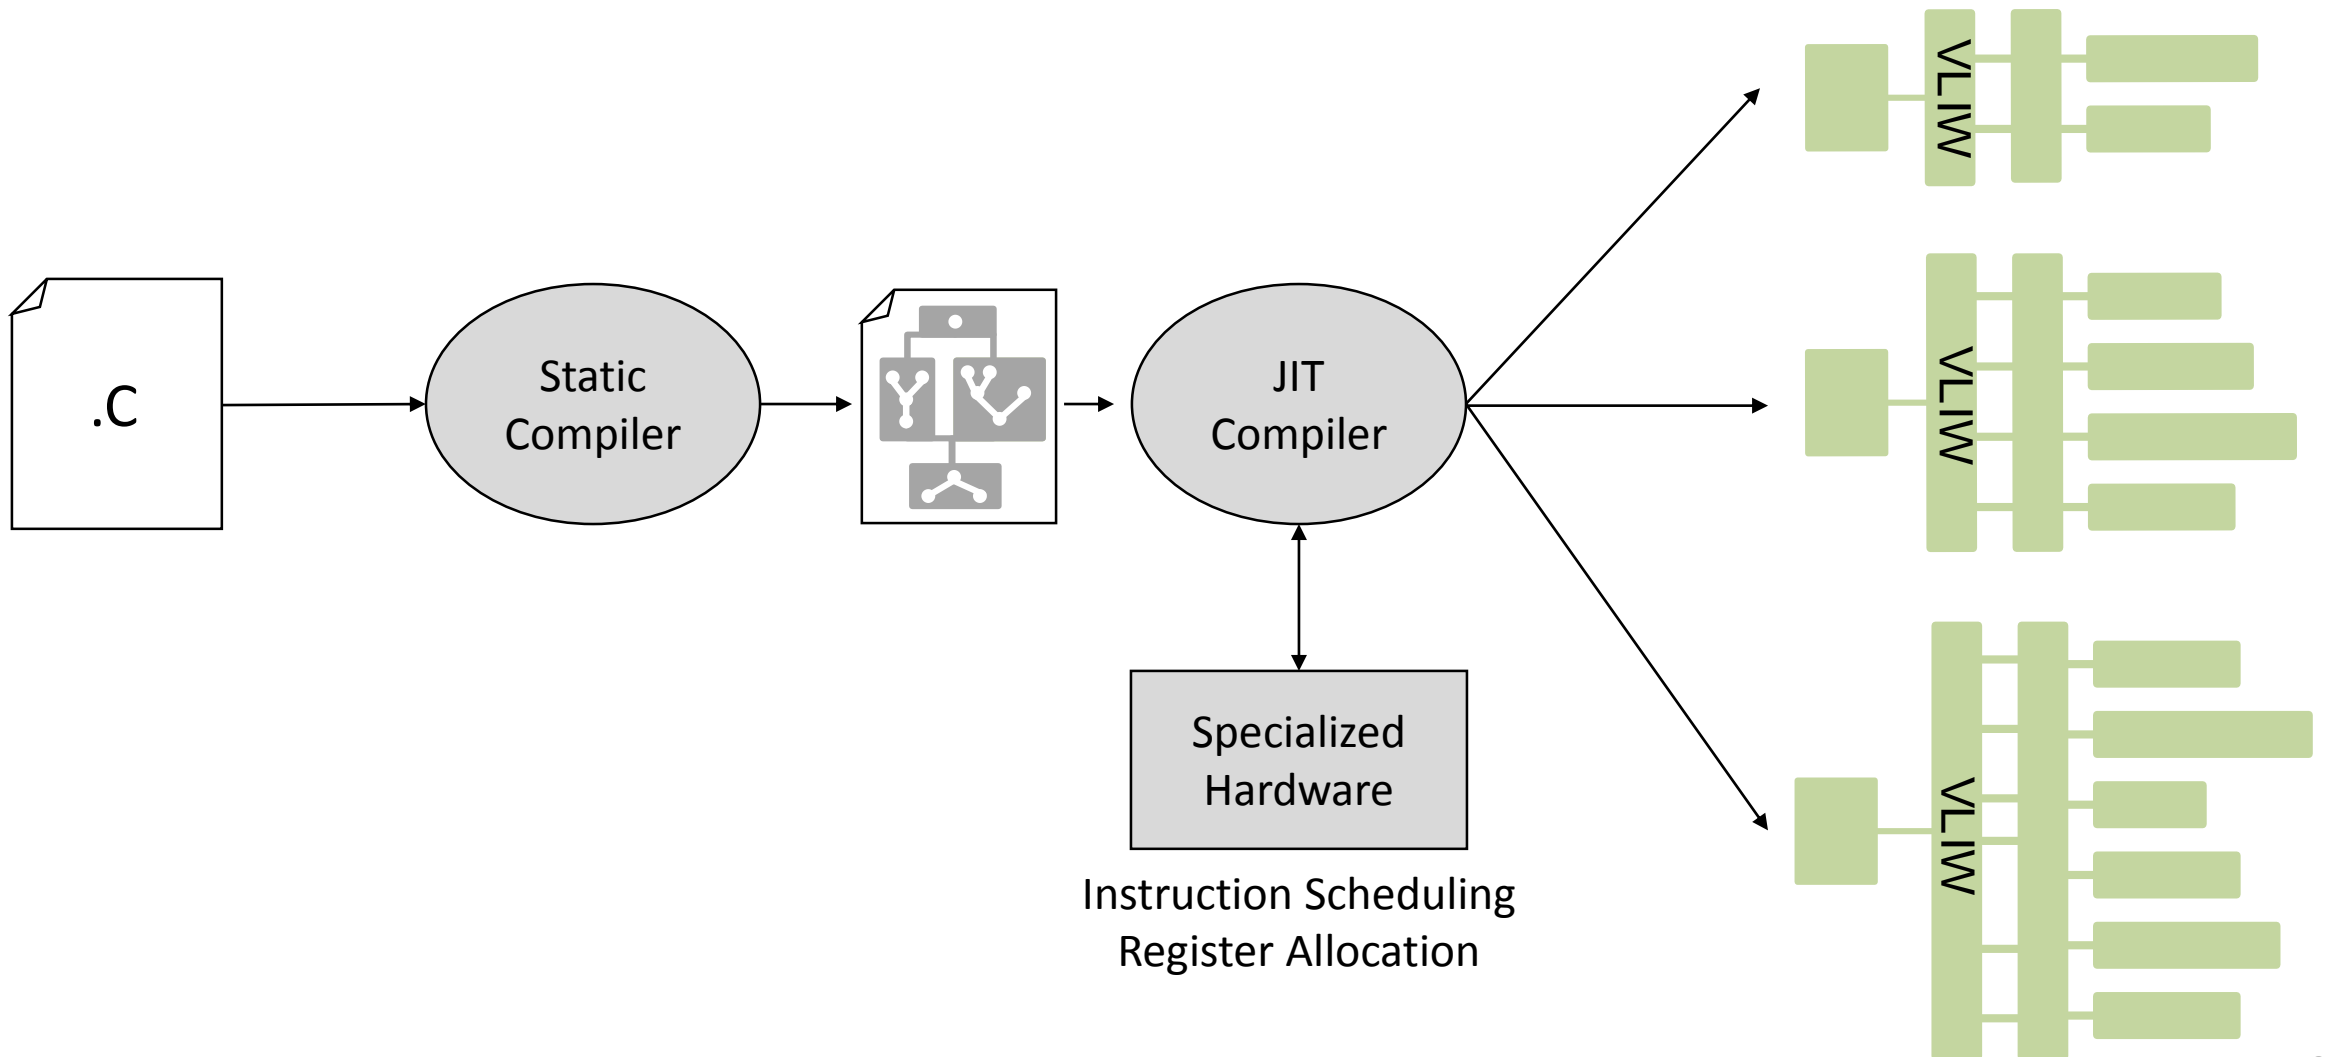 .C
Static
Compiler
JIT
Compiler
Specialized
Hardware
Instruction Scheduling
Register Allocation
VLIW
VLIW
VLIW